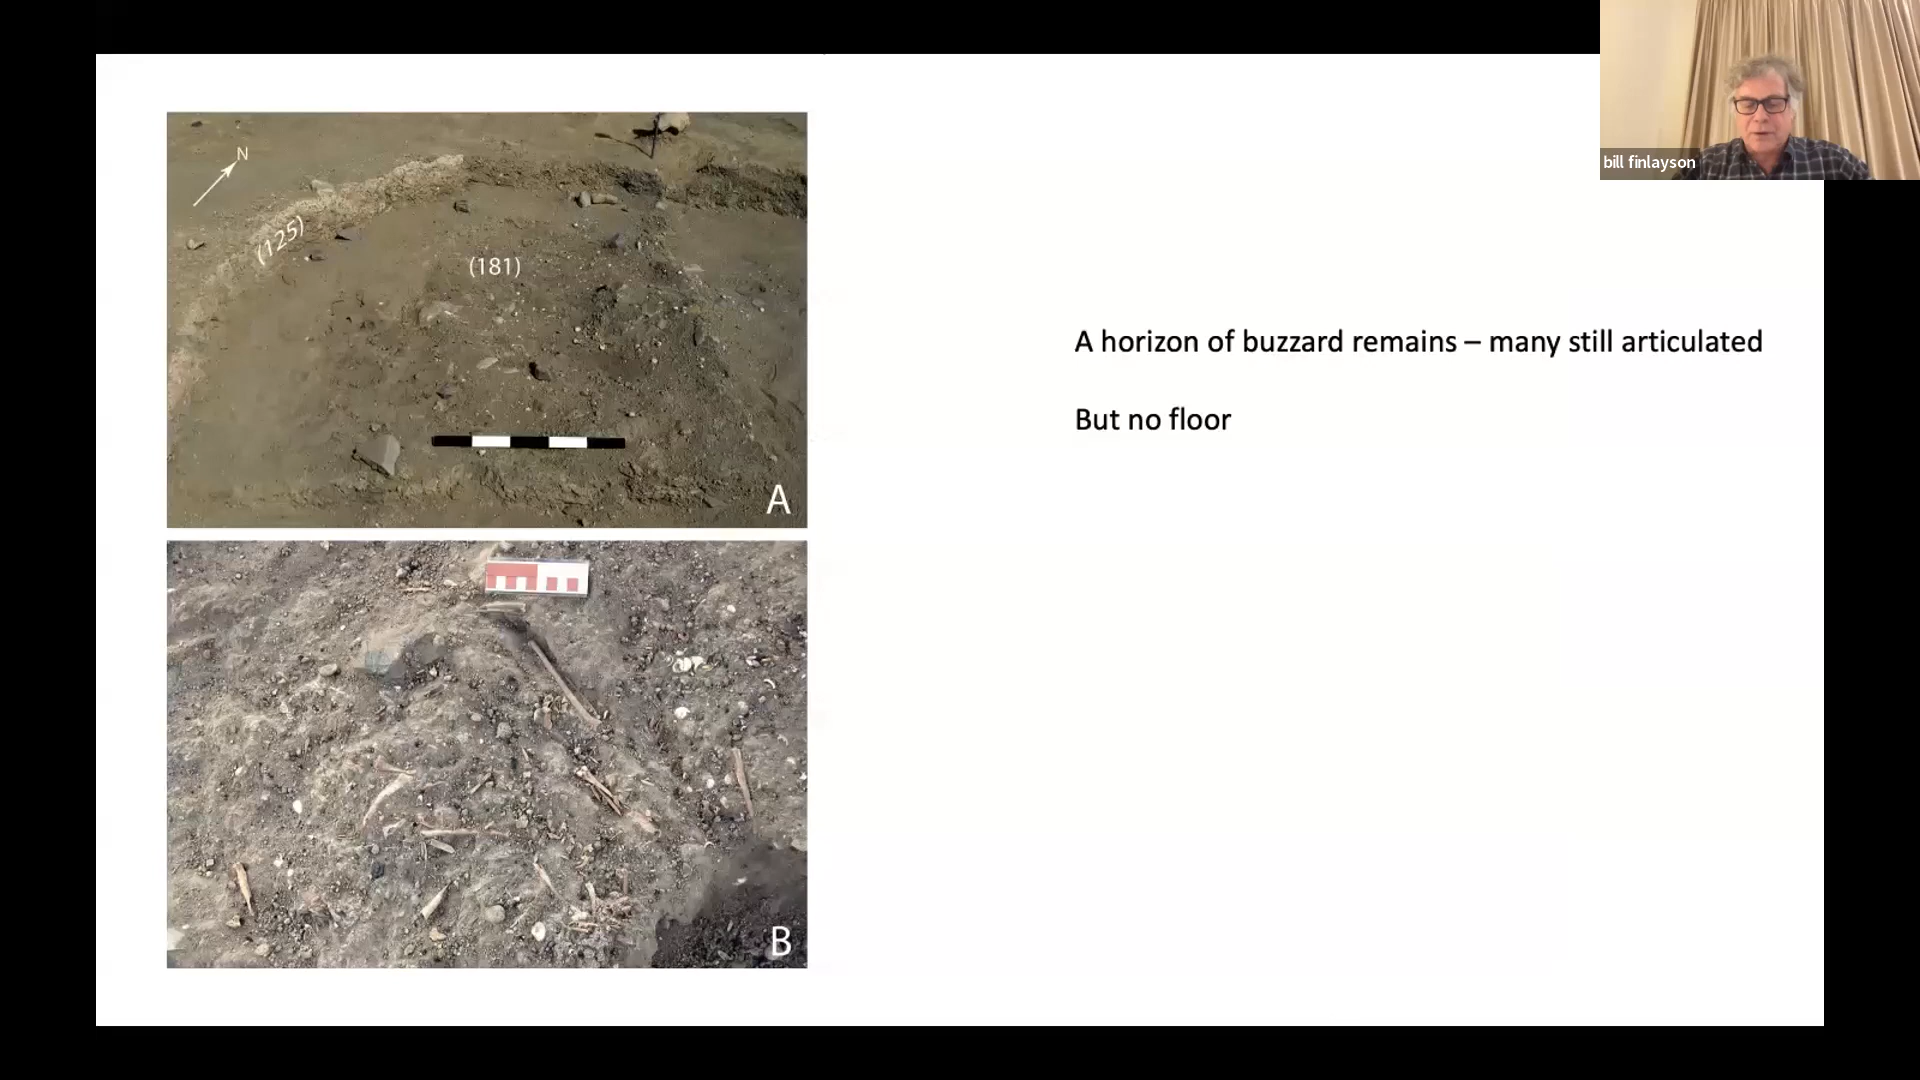 bill finlayson
N
(125)
(181)
A
A horizon of buzzard remains – many still articulated
But no floor
B